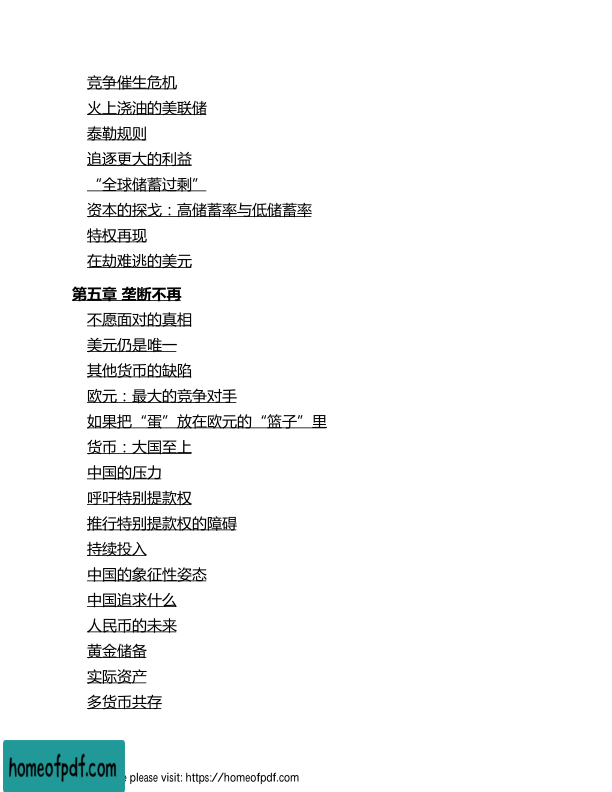 竞争催生危机
火上浇油的美联储
泰勒规则
追逐更大的利益
“全球储蓄过剩”
资本的探戈：高储蓄率与低储蓄率
特权再现
在劫难逃的美元
第五章 垄断不再
不愿面对的真相
美元仍是唯一
其他货币的缺陷
欧元：最大的竞争对手
如果把“蛋”放在欧元的“篮子”里
货币：大国至上
中国的压力
呼吁特别提款权
推行特别提款权的障碍
持续投入
中国的象征性姿态
中国追求什么
人民币的未来
黄金储备
实际资产
多货币共存
homeofpdf.com
please visit: https://homeofpdf.com